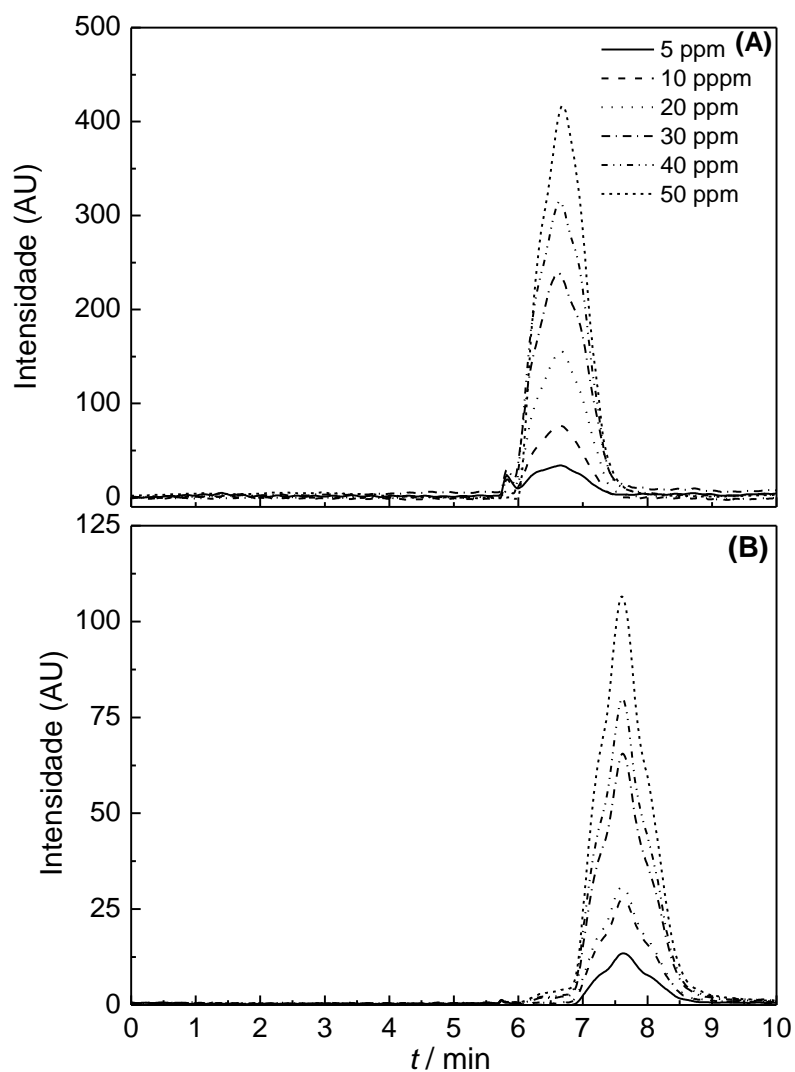 500
400
300
200
100
0
Intensidade (AU)
(A)
5 ppm
10 pppm
20 ppm
30 ppm
40 ppm
50 ppm
125
100
75
50
25
0
Intensidade (AU)
(B)
0 1 2 3 4 5 6 7 8 9 10
t / min